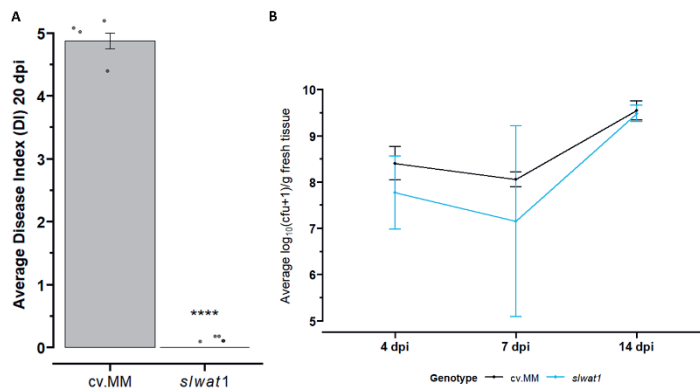 A
Average Disease Index (DI) 20 dpi
5
4
3
2
1
0
****
cv.MM
slwat1
B
Average log10(cfu+1)/g fresh tissue
10
9
8
7
6
5
4 dpi
7 dpi
14 dpi
Genotype cv.MM slwat1